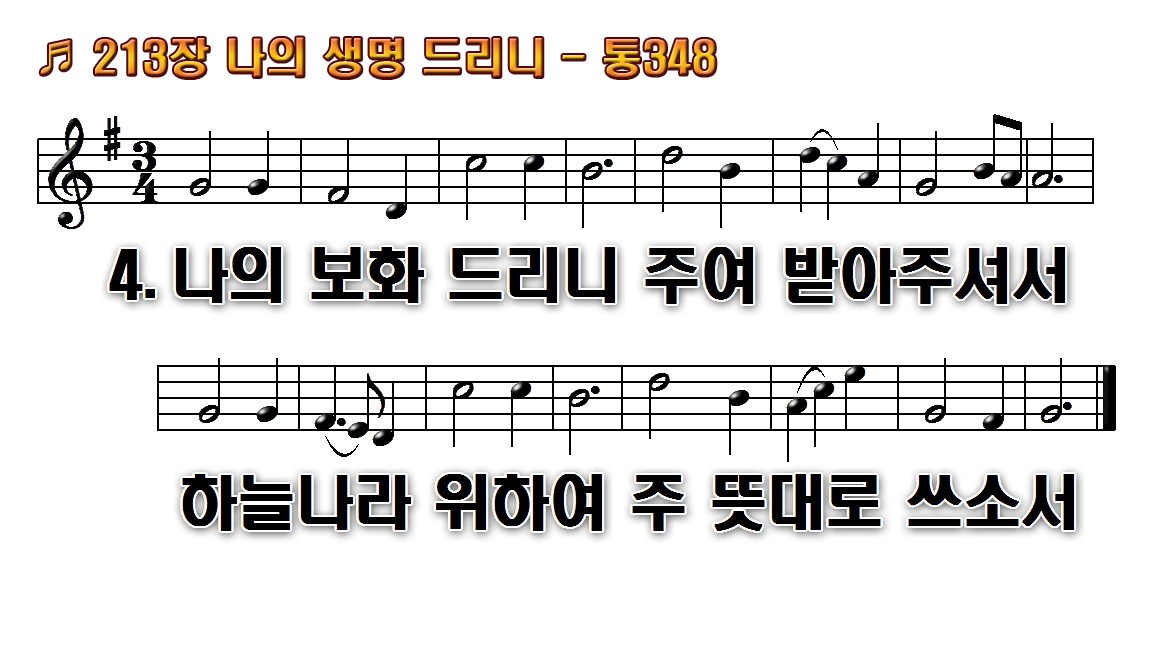 ♬ 213장 나의 생명 드리니 - 통348
3
4
4. 나의 보화 드리니 주여 받아주셔서
하늘나라 위하여 주 뜻대로 쓰소서